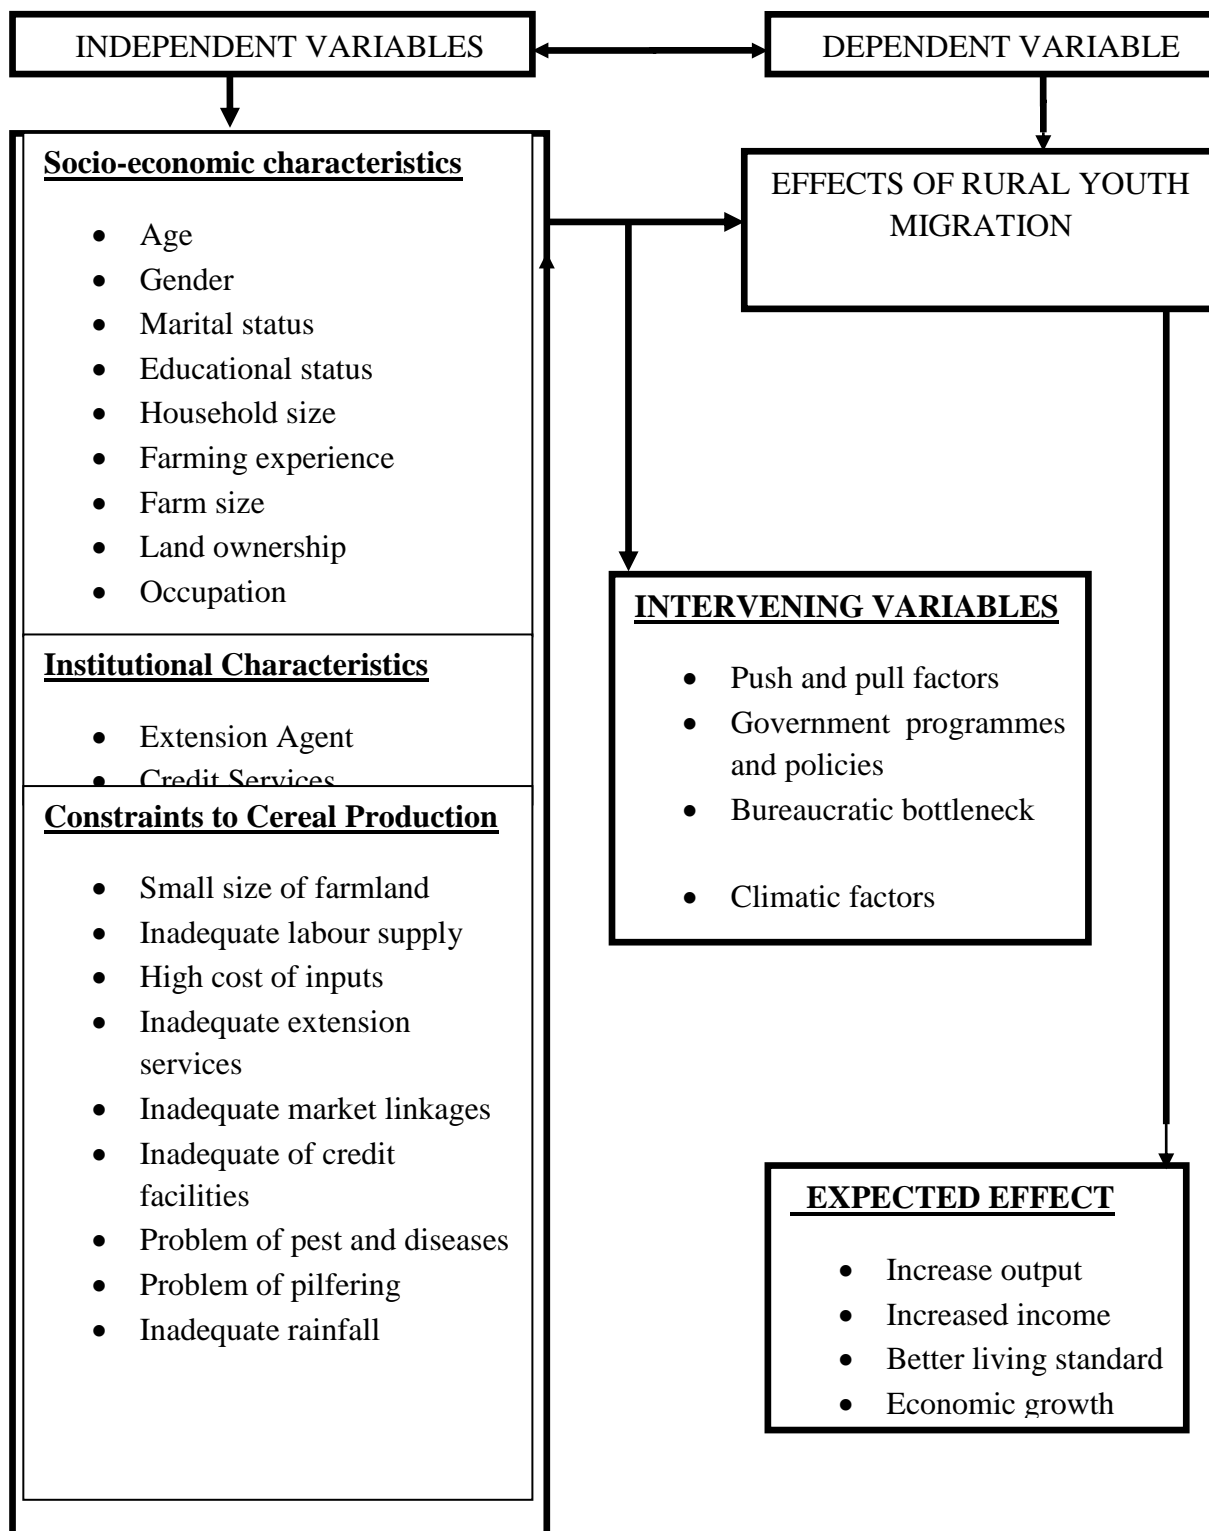 INDEPENDENT VARIABLES
DEPENDENT VARIABLE
Socio-economic characteristics
• Age
• Gender
• Marital status
• Educational status
• Household size
• Farming experience
• Farm size
• Land ownership
• Occupation
Institutional Characteristics
• Extension Agent
• Credit Services
Constraints to Cereal Production
• Small size of farmland
• Inadequate labour supply
• High cost of inputs
• Inadequate extension
services
• Inadequate market linkages
• Inadequate of credit
facilities
• Problem of pest and diseases
• Problem of pilfering
• Inadequate rainfall
EFFECTS OF RURAL YOUTH
MIGRATION
INTERVENING VARIABLES
• Push and pull factors
• Government programmes
and policies
• Bureaucratic bottleneck
• Climatic factors
EXPECTED EFFECT
• Increase output
• Increased income
• Better living standard
• Economic growth